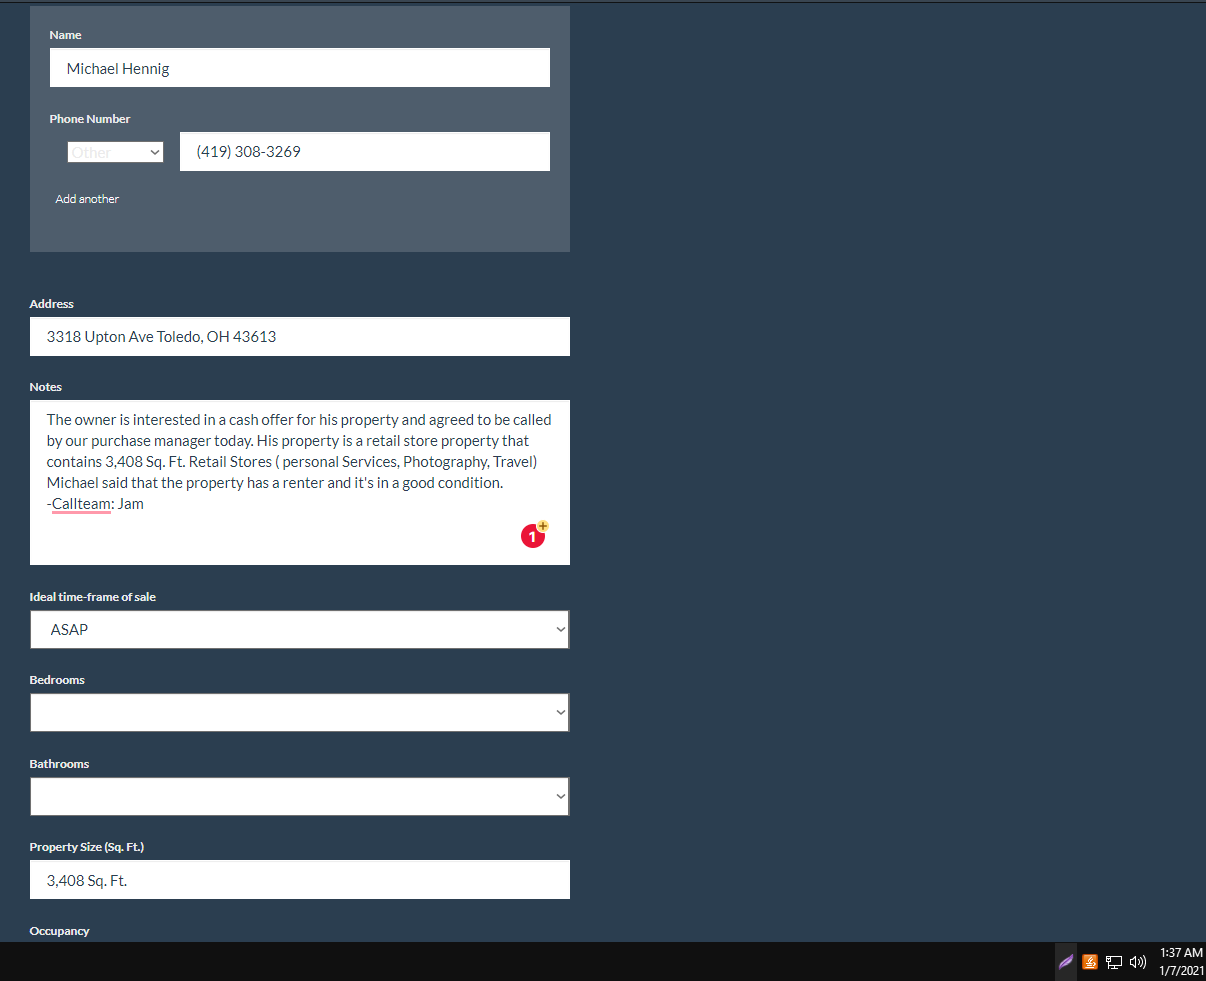 Name
Michael Hennig
Phone Number
Other
(419) 308-3269
Add another
Address
3318 Upton Ave Toledo, OH 43613
Notes
The owner is interested in a cash offer for his property and agreed to be called
by our purchase manager today. His property is a retail store property that
contains 3,408 Sq. Ft. Retail Stores ( personal Services, Photography, Travel)
Michael said that the property has a renter and it's in a good condition.
-Callteam: Jam
1
Ideal time-frame of sale
ASAP
Bedrooms
Bathrooms
Property Size (Sq. Ft.)
3,408 Sq. Ft.
Occupancy
1:37 AM
1/7/2021